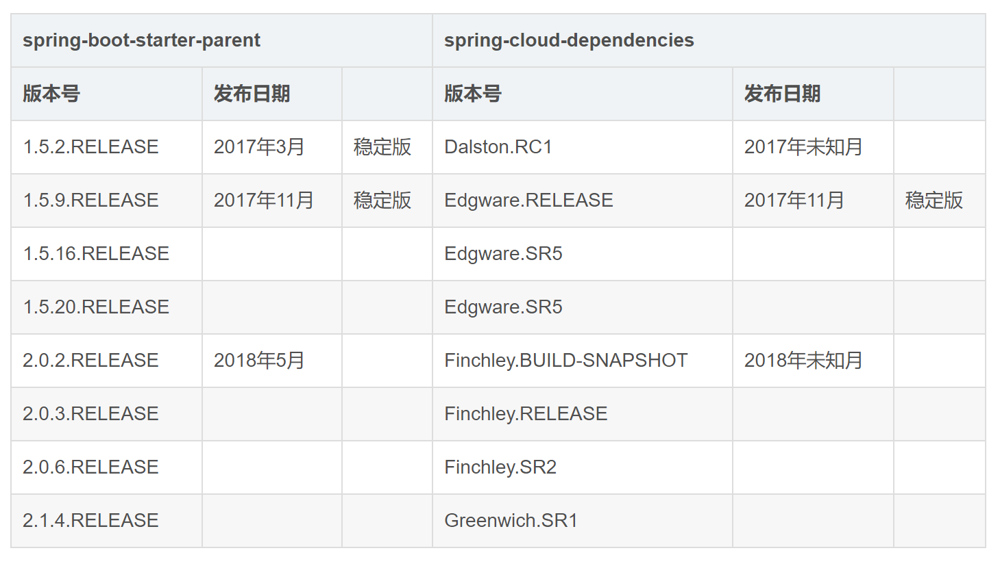 spring-boot-starter-parent spring-cloud-dependencies
版本号 发布日期 版本号 发布日期
1.5.2.RELEASE 2017年3月 稳定版 Dalston.RC1 2017年未知月
1.5.9.RELEASE 2017年11月 稳定版 Edgware.RELEASE 2017年11月 稳定版
1.5.16.RELEASE Edgware.SR5
1.5.20.RELEASE Edgware.SR5
2.0.2.RELEASE 2018年5月 Finchley.BUILD-SNAPSHOT 2018年未知月
2.0.3.RELEASE Finchley.RELEASE
2.0.6.RELEASE Finchley.SR2
2.1.4.RELEASE Greenwich.SR1